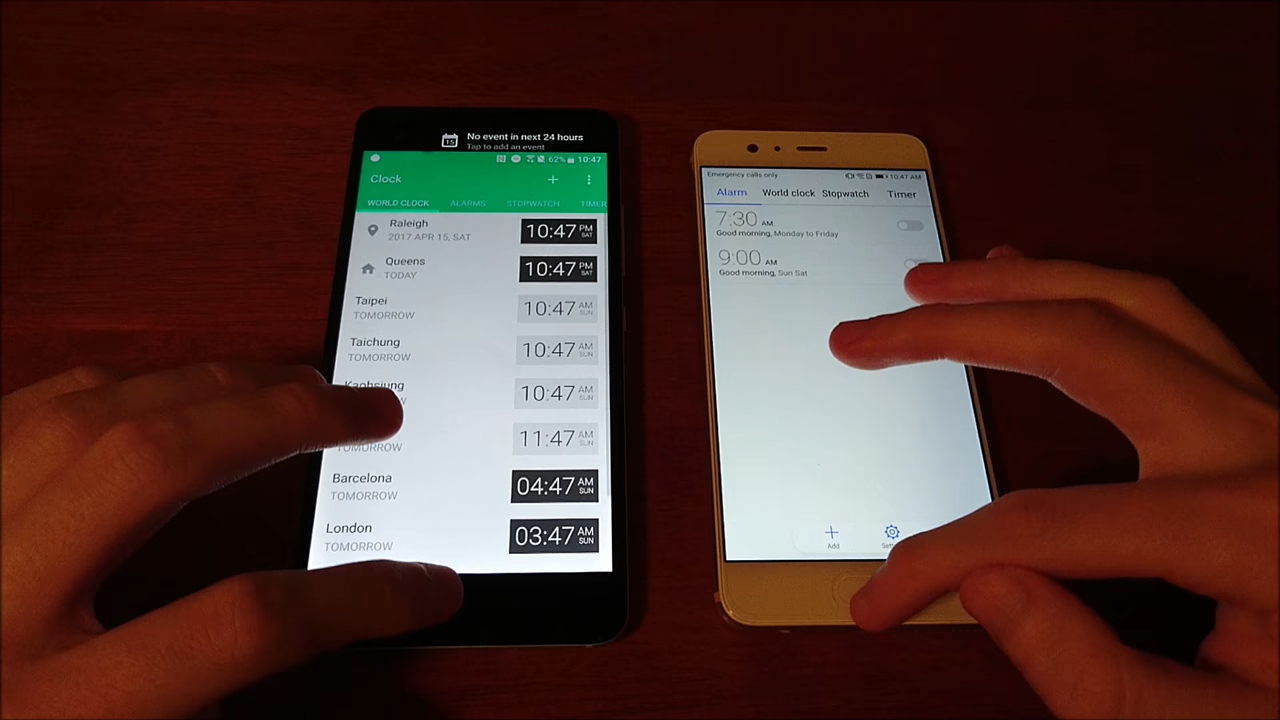 No event in next 24 hours
Tap to add an event
15
62% 10:47
Clock
WORLD CLOCK ALARMS STOPWATCH TIMER
Raleigh
2017 APR 15, SAT
10:47 PM SAT
Queens
TODAY
10:47 PM SAT
Taipei
TOMORROW
10:47 AM SUN
Taichung
TOMORROW
10:47 AM SUN
Kaohsiung
10:47 AM SUN
TOMORROW
11:47 AM SUN
Barcelona
TOMORROW
04:47 AM SUN
London
TOMORROW
03:47 AM SUN
Emergency calls only
10:47 AM
Alarm World clock Stopwatch Timer
7:30 AM
Good morning, Monday to Friday
9:00 AM
Good morning, Sun Sat
Add